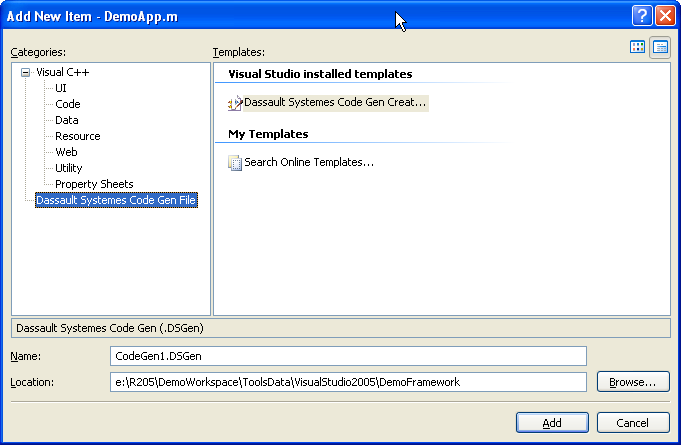 Add New Item - DemoApp.m
Categories:
Templates:
Visual C++
UI
Code
Data
Resource
Web
Utility
Property Sheets
Dassault Systemes Code Gen File
Visual Studio installed templates
Dassault Systemes Code Gen Creat...
My Templates
Search Online Templates...
Dassault Systemes Code Gen (.DSGen)
Name:
CodeGen1.DSGen
Location:
e:\R205\DemoWorkspace\ToolsData\VisualStudio2005\DemoFramework
Browse...
Add
Cancel